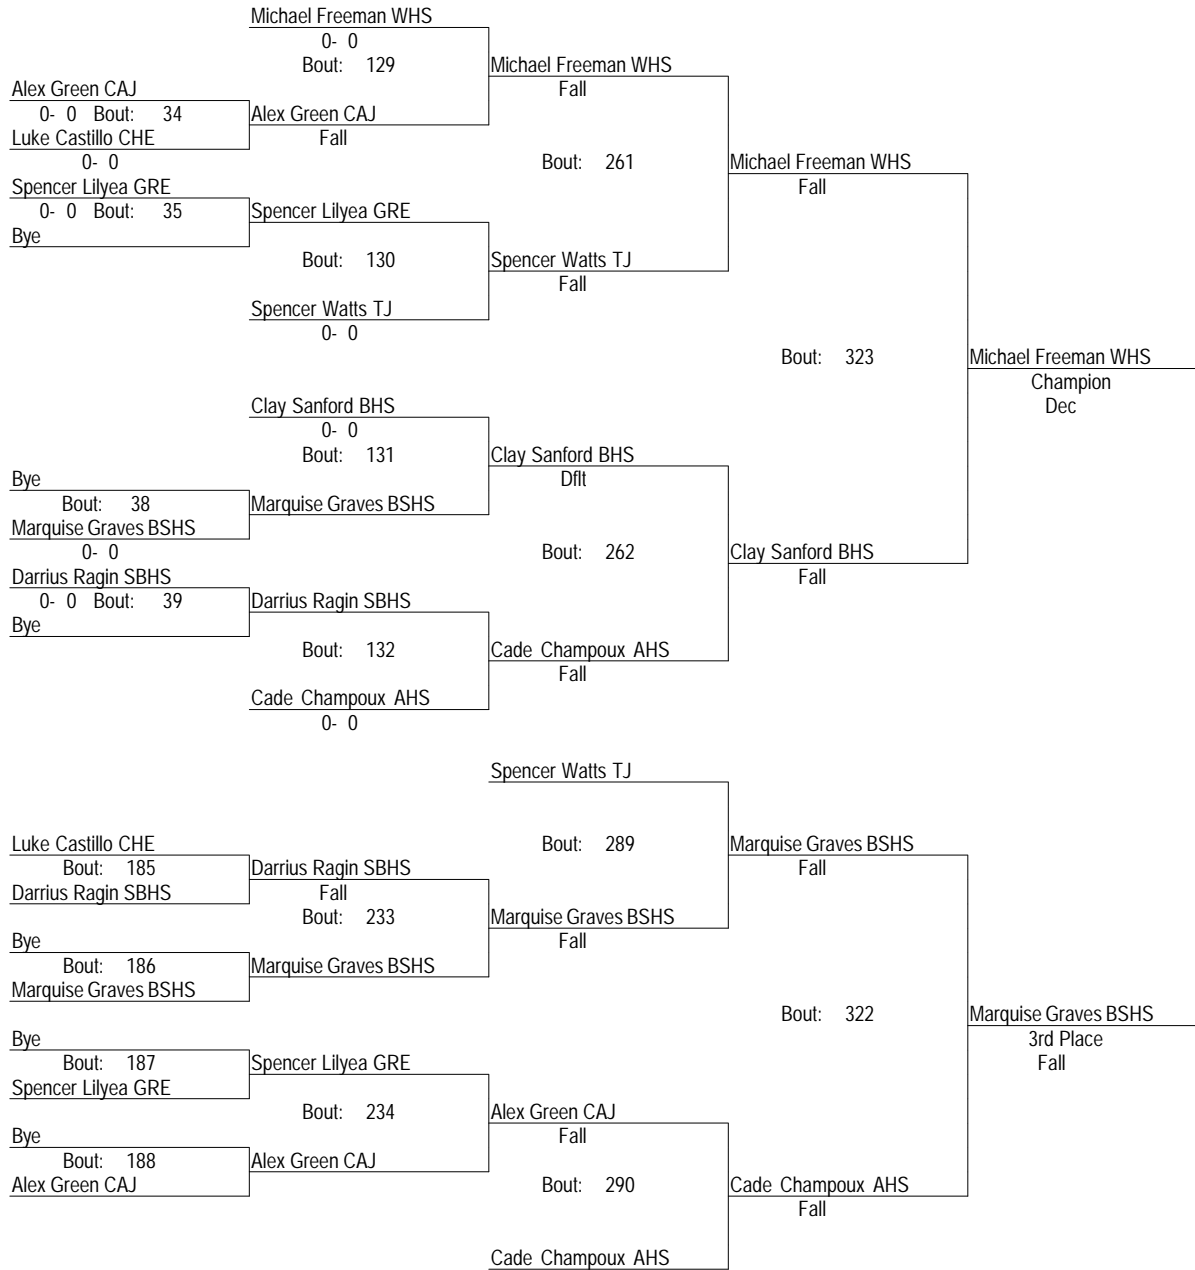 Michael Freeman WHS
0- 0
Bout: 129
Michael Freeman WHS
Fall
Alex Green CAJ
0- 0 Bout: 34
Alex Green CAJ
Luke Castillo CHE
Fall
0- 0
Bout: 261
Michael Freeman WHS
Fall
Spencer Lilyea GRE
0- 0 Bout: 35
Spencer Lilyea GRE
Bye
Bout: 130
Spencer Watts TJ
Fall
Spencer Watts TJ
0- 0
Bout: 323
Michael Freeman WHS
Champion
Dec
Clay Sanford BHS
0- 0
Bout: 131
Clay Sanford BHS
Dflt
Bye
Bout: 38
Marquise Graves BSHS
Marquise Graves BSHS
0- 0
Bout: 262
Clay Sanford BHS
Fall
Darrius Ragin SBHS
0- 0 Bout: 39
Darrius Ragin SBHS
Bye
Bout: 132
Cade Champoux AHS
Fall
Cade Champoux AHS
0- 0
Spencer Watts TJ
Luke Castillo CHE
Bout: 289
Marquise Graves BSHS
Fall
Bout: 185
Darrius Ragin SBHS
Darrius Ragin SBHS
Fall
Bout: 233
Marquise Graves BSHS
Fall
Bye
Bout: 186
Marquise Graves BSHS
Marquise Graves BSHS
Bout: 322
Marquise Graves BSHS
3rd Place
Fall
Bye
Bout: 187
Spencer Lilyea GRE
Spencer Lilyea GRE
Bout: 234
Alex Green CAJ
Fall
Bye
Bout: 188
Alex Green CAJ
Alex Green CAJ
Bout: 290
Cade Champoux AHS
Fall
Cade Champoux AHS